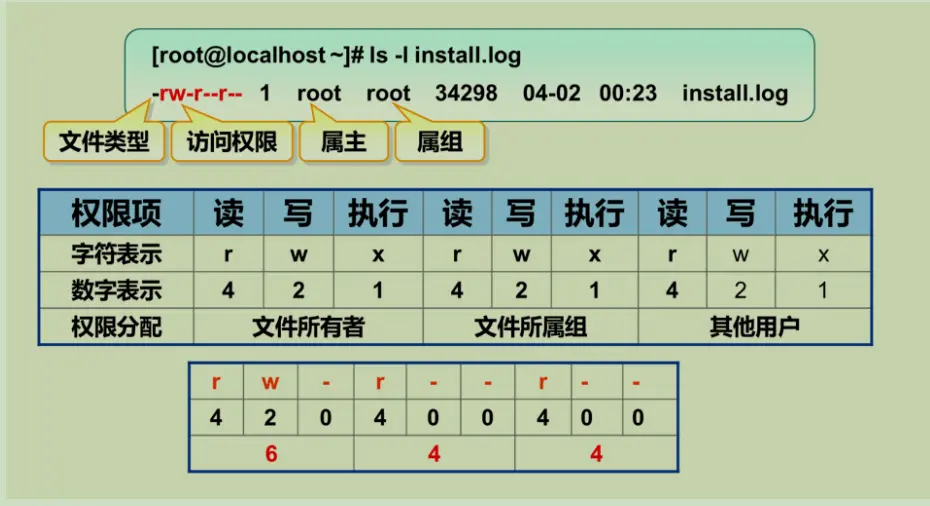 [root@localhost ~]# ls -l install.log
-rw-r--r-- 1 root root 34298 04-02 00:23 install.log
文件类型 访问权限 属主 属组
权限项 读 写 执行 读 写 执行 读 写 执行
字符表示 r w x r w x r w x
数字表示 4 2 1 4 2 1 4 2 1
权限分配 文件所有者 文件所属组 其他用户
r w - r - - r - -
4 2 0 4 0 0 4 0 0
6 4 4